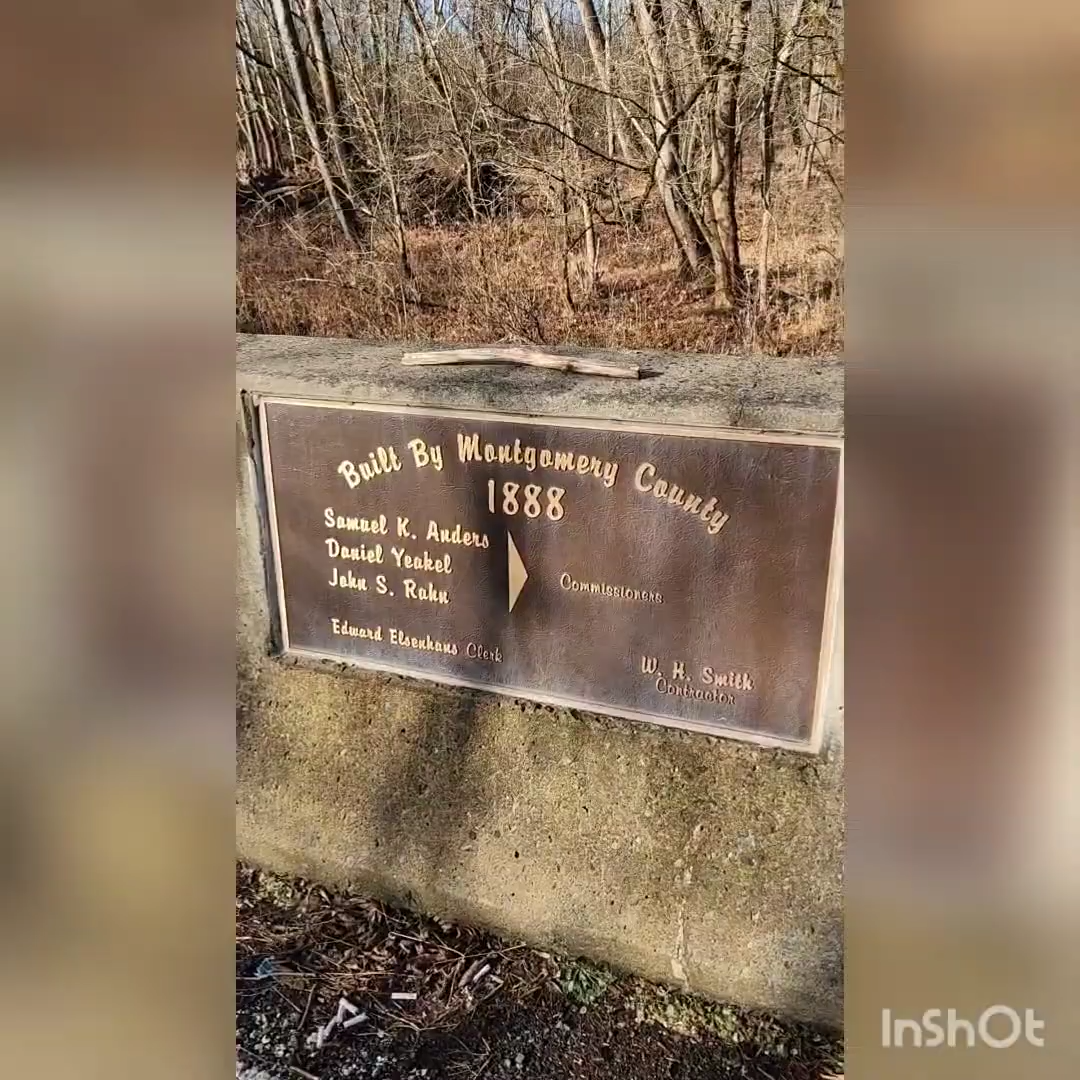 Built By Montgomery County
1888
Samuel K. Anders
Daniel Yeakel
John S. Rahn
Commissioners
Edward Elsenhans Clerk
W. H. Smith
Contractor
InShOt